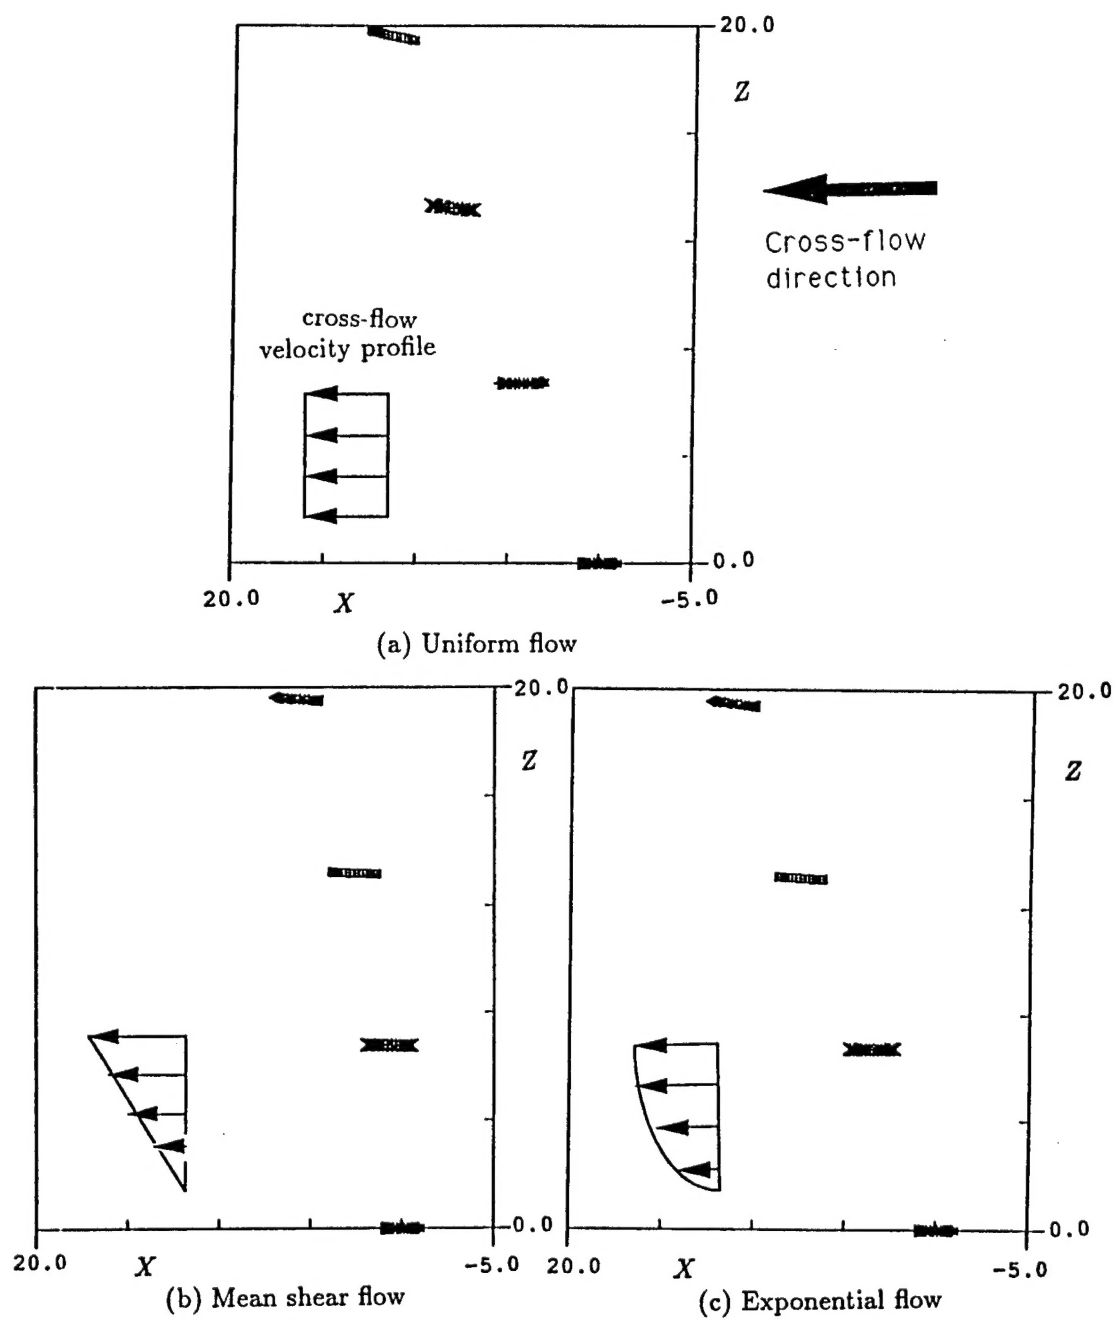 20.0
Z
Cross-flow
direction
cross-flow
velocity profile
0.0
20.0 X -5.0
(a) Uniform flow
20.0 20.0
Z Z
0.0 0.0
20.0 X -5.0 20.0 X -5.0
(b) Mean shear flow (c) Exponential flow